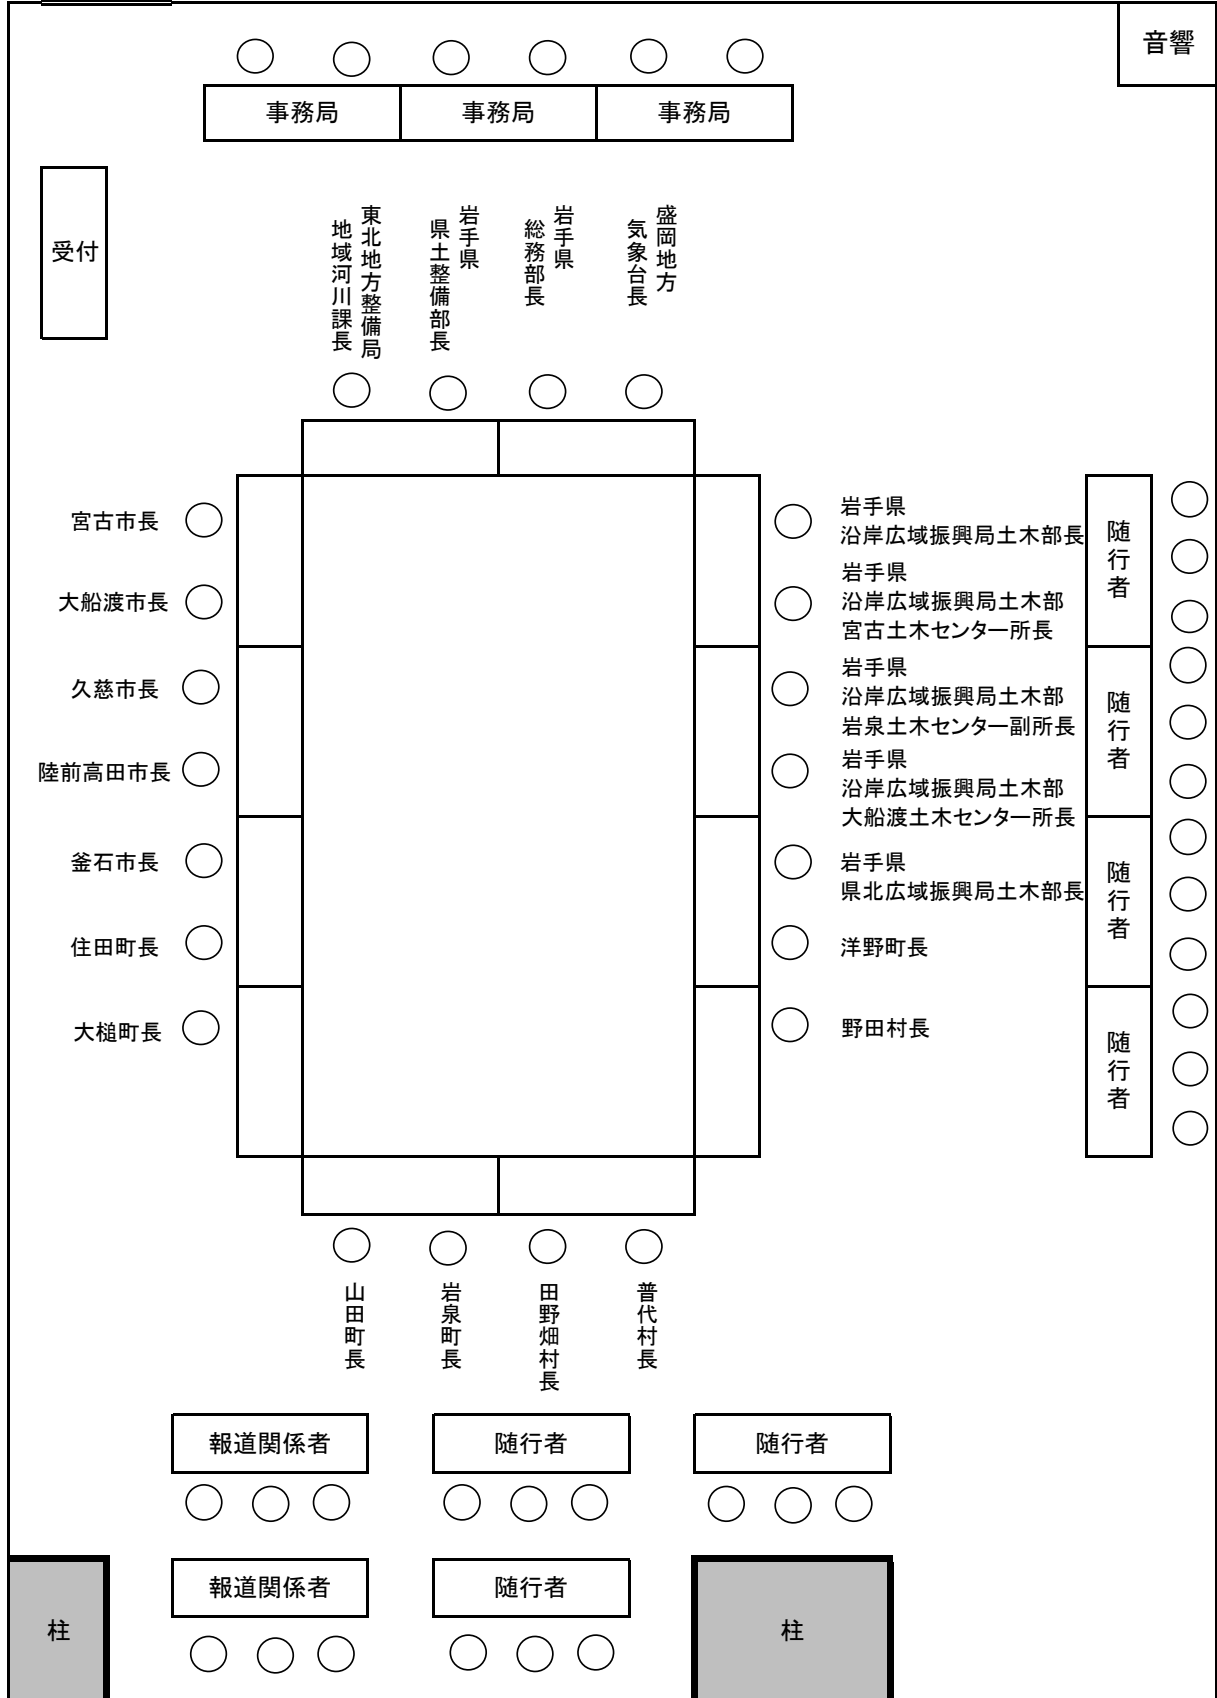 音響
事務局
事務局
事務局
受付
東北地方整備局
地域河川課長
岩手県
県土整備部長
岩手県
総務部長
盛岡地方
気象台長
宮古市長
大船渡市長
久慈市長
陸前高田市長
釜石市長
住田町長
大槌町長
岩手県
沿岸広域振興局土木部長
岩手県
沿岸広域振興局土木部
宮古土木センター所長
岩手県
沿岸広域振興局土木部
岩泉土木センター副所長
岩手県
沿岸広域振興局土木部
大船渡土木センター所長
岩手県
県北広域振興局土木部長
洋野町長
野田村長
随行者
随行者
随行者
随行者
山田町長
岩泉町長
田野畑村長
普代村長
報道関係者
随行者
随行者
報道関係者
随行者
柱
柱